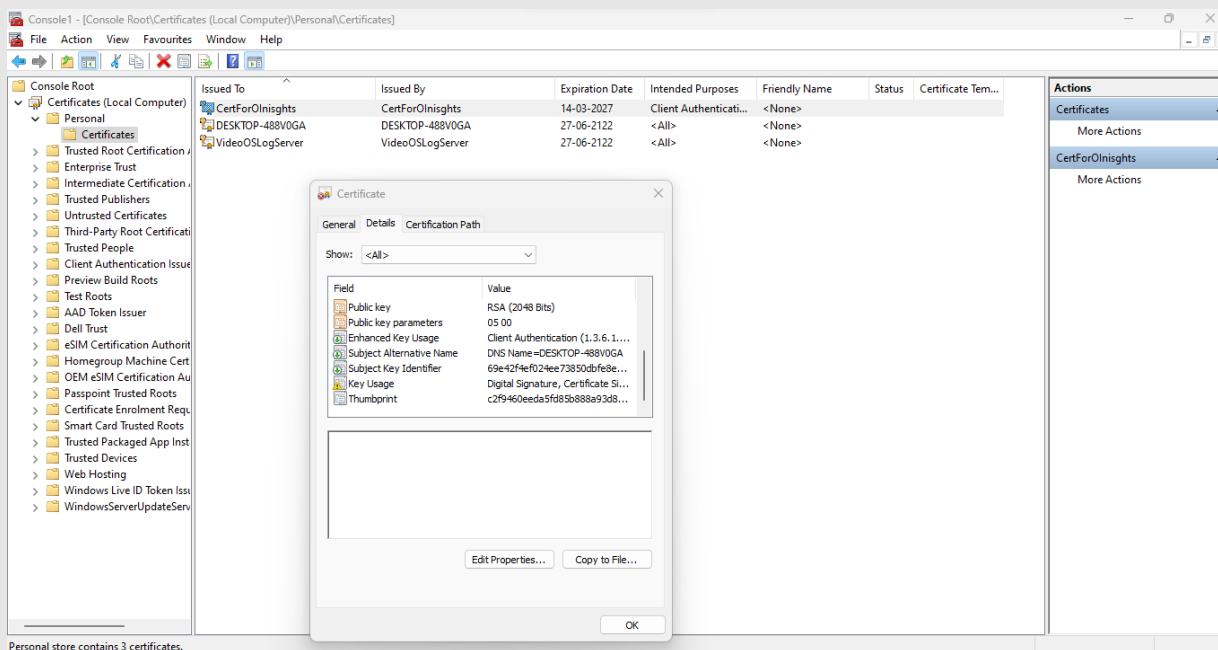 Console1 - [Console Root\Certificates (Local Computer)\Personal\Certificates]
File Action View Favourites Window Help
Console Root
Certificates (Local Computer)
Personal
Certificates
Trusted Root Certification
Enterprise Trust
Intermediate Certification
Trusted Publishers
Untrusted Certificates
Third-Party Root Certificati
Trusted People
Client Authentication Issue
Preview Build Roots
Test Roots
AAD Token Issuer
Dell Trust
eSIM Certification Authorit
Homegroup Machine Cert
OEM eSIM Certification Au
Passpoint Trusted Roots
Certificate Enrolment Requ
Smart Card Trusted Roots
Trusted Packaged App Inst
Trusted Devices
Web Hosting
Windows Live ID Token Issu
WindowsServerUpdateServ
Issued To Issued By Expiration Date Intended Purposes Friendly Name Status Certificate Tem...
CertForOInisghts CertForOInisghts 14-03-2027 Client Authenticati... <None>
DESKTOP-488V0GA DESKTOP-488V0GA 27-06-2122 <All> <None>
VideoOSLogServer VideoOSLogServer 27-06-2122 <All> <None>
Certificate
General Details Certification Path
Show: <All>
Field Value
Public key RSA (2048 Bits)
Public key parameters 05 00
Enhanced Key Usage Client Authentication (1.3.6.1....
Subject Alternative Name DNS Name=DESKTOP-488V0GA
Subject Key Identifier 69e42f4ef024ee73850dbfe8e...
Key Usage Digital Signature, Certificate Si...
Thumbprint c2f9460eeda5fd85b888a93d8...
Edit Properties... Copy to File...
OK
Actions
Certificates
More Actions
CertForOInisghts
More Actions
Personal store contains 3 certificates.